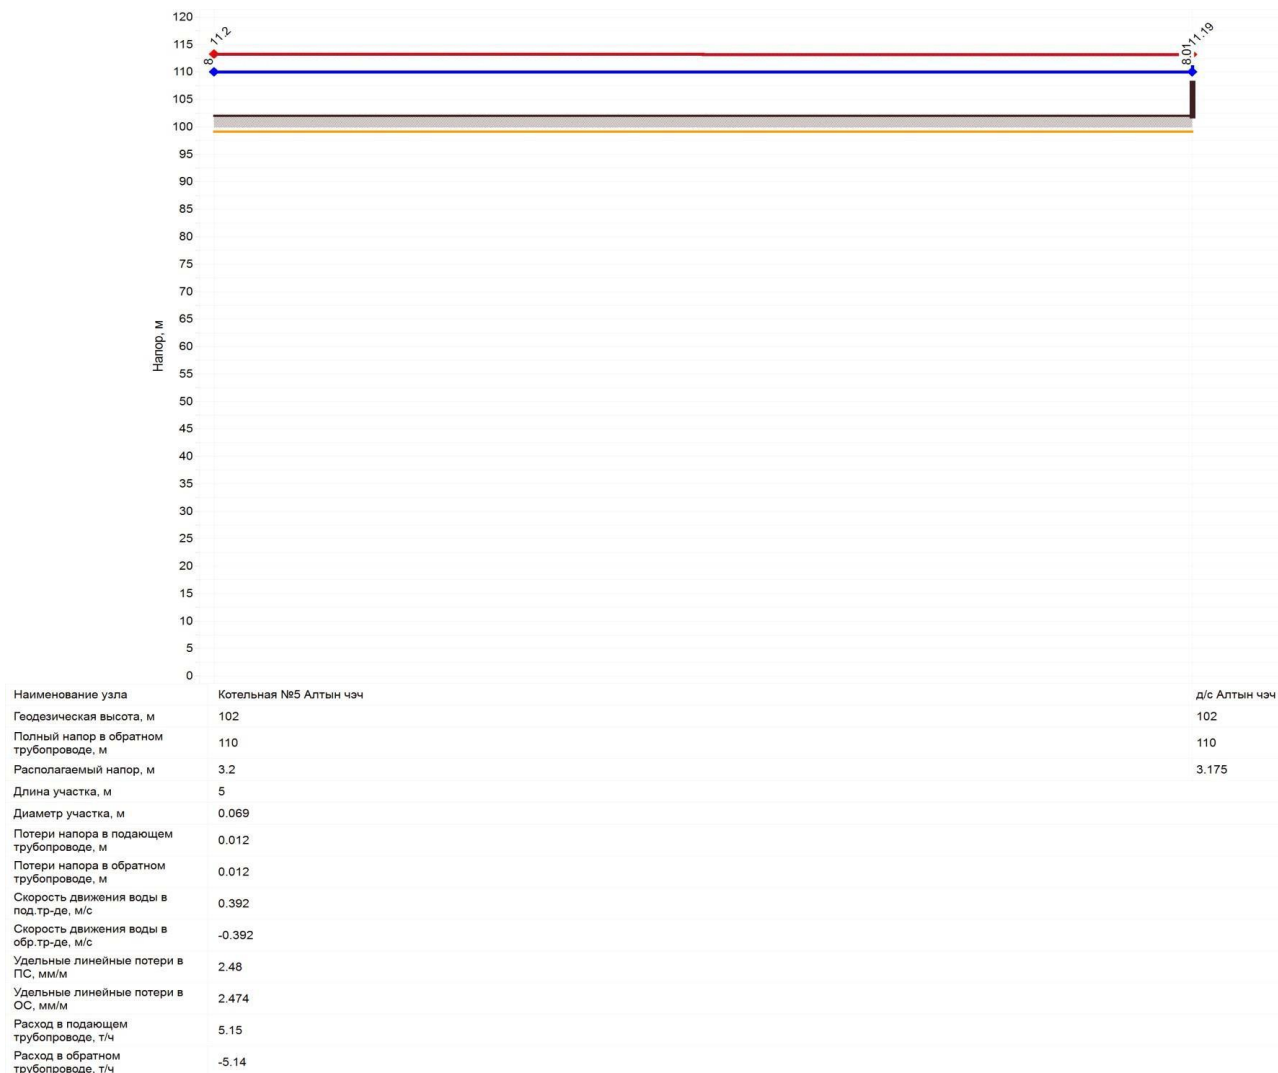 120
115
110
105
100
95
90
85
80
75
70
65
60
55
50
45
40
35
30
25
20
15
10
5
0
Напор, м
11.2
8
8.01
11.19
Наименование узла Котельная №5 Алтын чәч д/с Алтын чәч
Геодезическая высота, м 102 102
Полный напор в обратном
трубопроводе, м 110 110
Располагаемый напор, м 3.2 3.175
Длина участка, м 5
Диаметр участка, м 0.069
Потери напора в подающем
трубопроводе, м 0.012
Потери напора в обратном
трубопроводе, м 0.012
Скорость движения воды в
под.тр-де, м/с 0.392
Скорость движения воды в
обр.тр-де, м/с -0.392
Удельные линейные потери в
ПС, мм/м 2.48
Удельные линейные потери в
ОС, мм/м 2.474
Расход в подающем
трубопроводе, т/ч 5.15
Расход в обратном
трубопроводе, т/ч -5.14